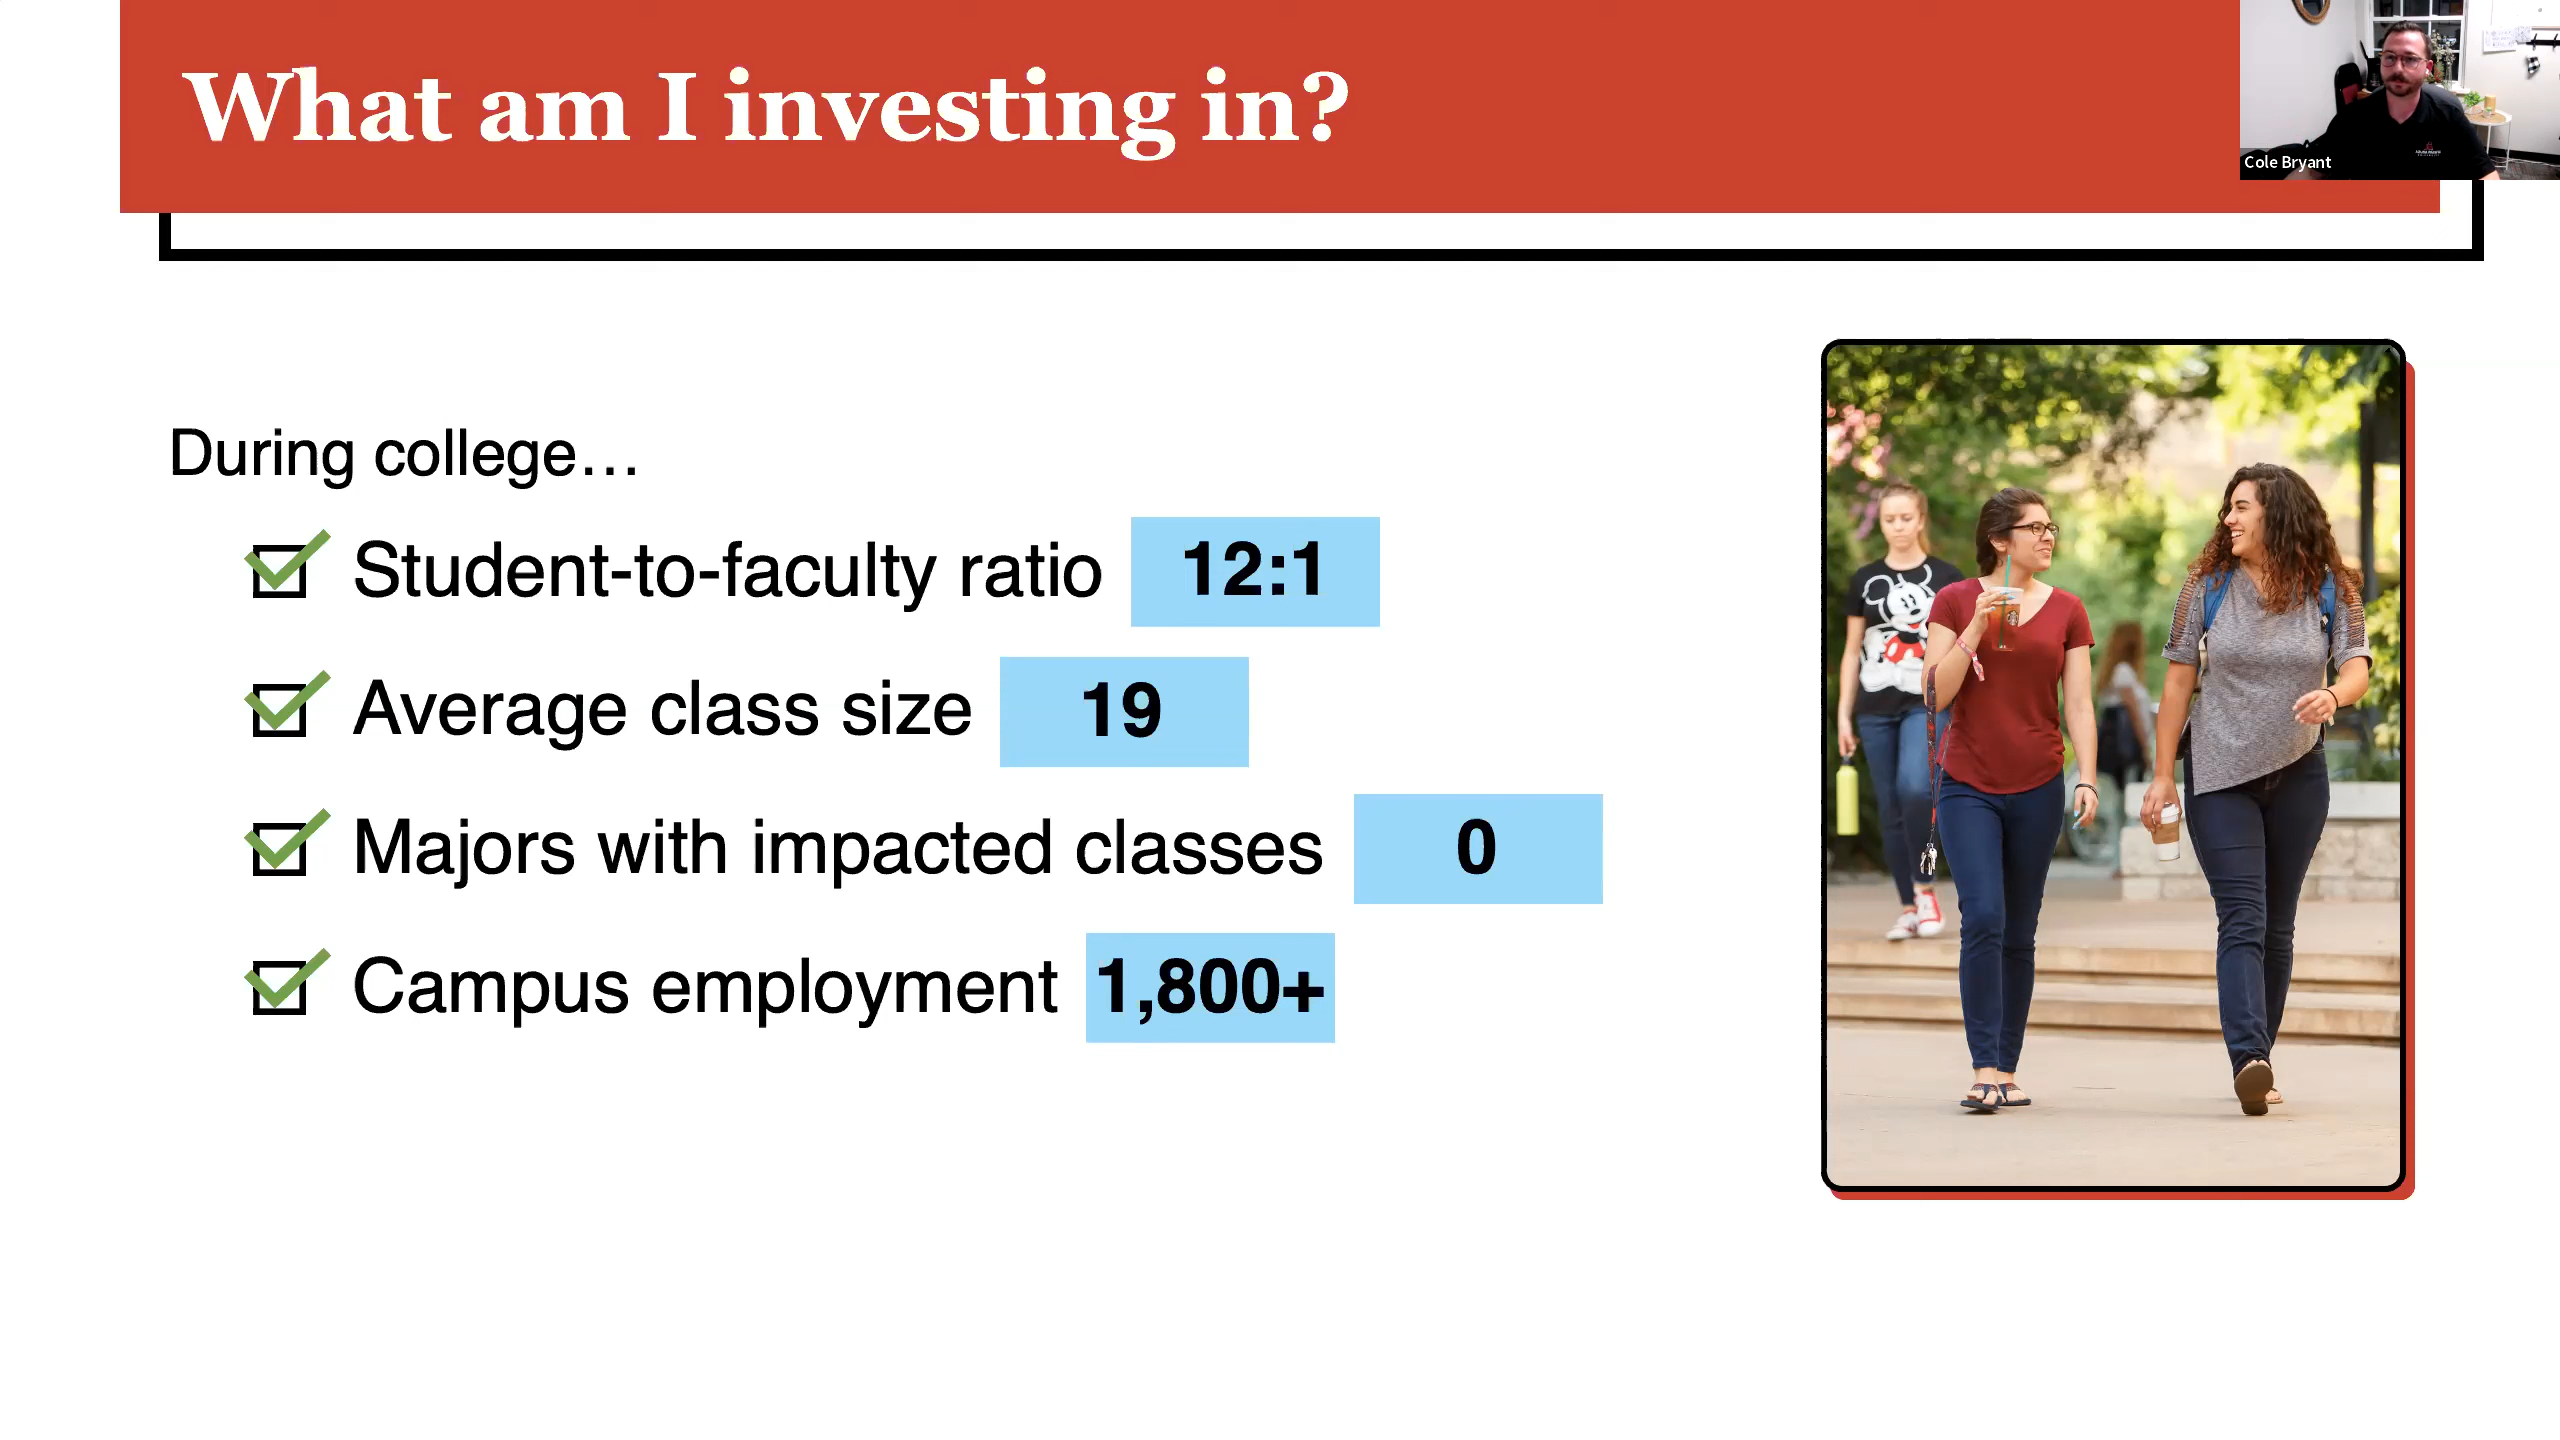 What am I investing in?
Cole Bryant
During college…
Student-to-faculty ratio 12:1
Average class size 19
Majors with impacted classes 0
Campus employment 1,800+